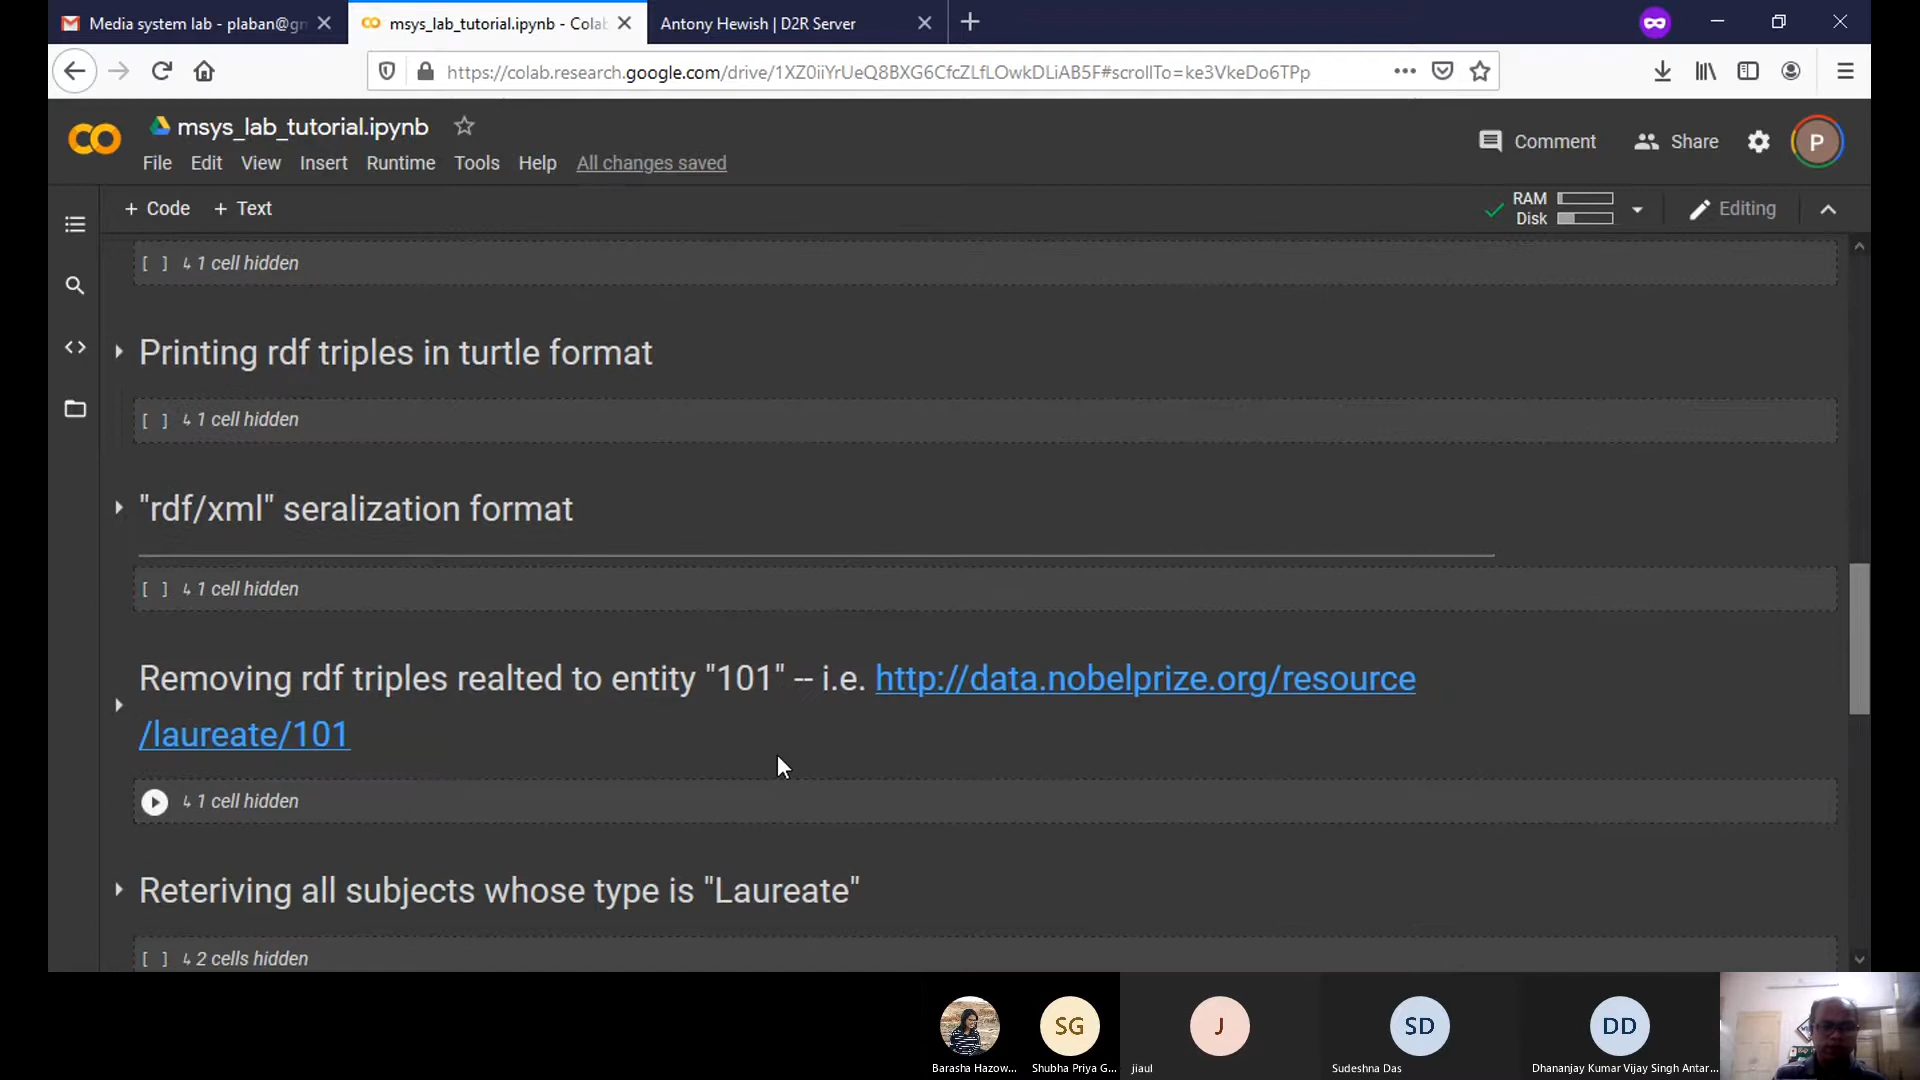 Media system lab - plaban@gm
msys_lab_tutorial.ipynb - Colab
Antony Hewish | D2R Server
https://colab.research.google.com/drive/1XZ0iiYrUeQ8BXG6CfcZLfLOwkDLiAB5F#scrollTo=ke3VkeDo6TPp
msys_lab_tutorial.ipynb
Comment
Share
P
File Edit View Insert Runtime Tools Help All changes saved
+ Code + Text
RAM
Disk
Editing
[ ] ↳ 1 cell hidden
Printing rdf triples in turtle format
[ ] ↳ 1 cell hidden
"rdf/xml" seralization format
[ ] ↳ 1 cell hidden
Removing rdf triples realted to entity "101" -- i.e. http://data.nobelprize.org/resource
/laureate/101
↳ 1 cell hidden
Reteriving all subjects whose type is "Laureate"
[ ] ↳ 2 cells hidden
SG
J
SD
DD
Barasha Hazow...
Shubha Priya G...
jiaul
Sudeshna Das
Dhananjay Kumar Vijay Singh Antar...